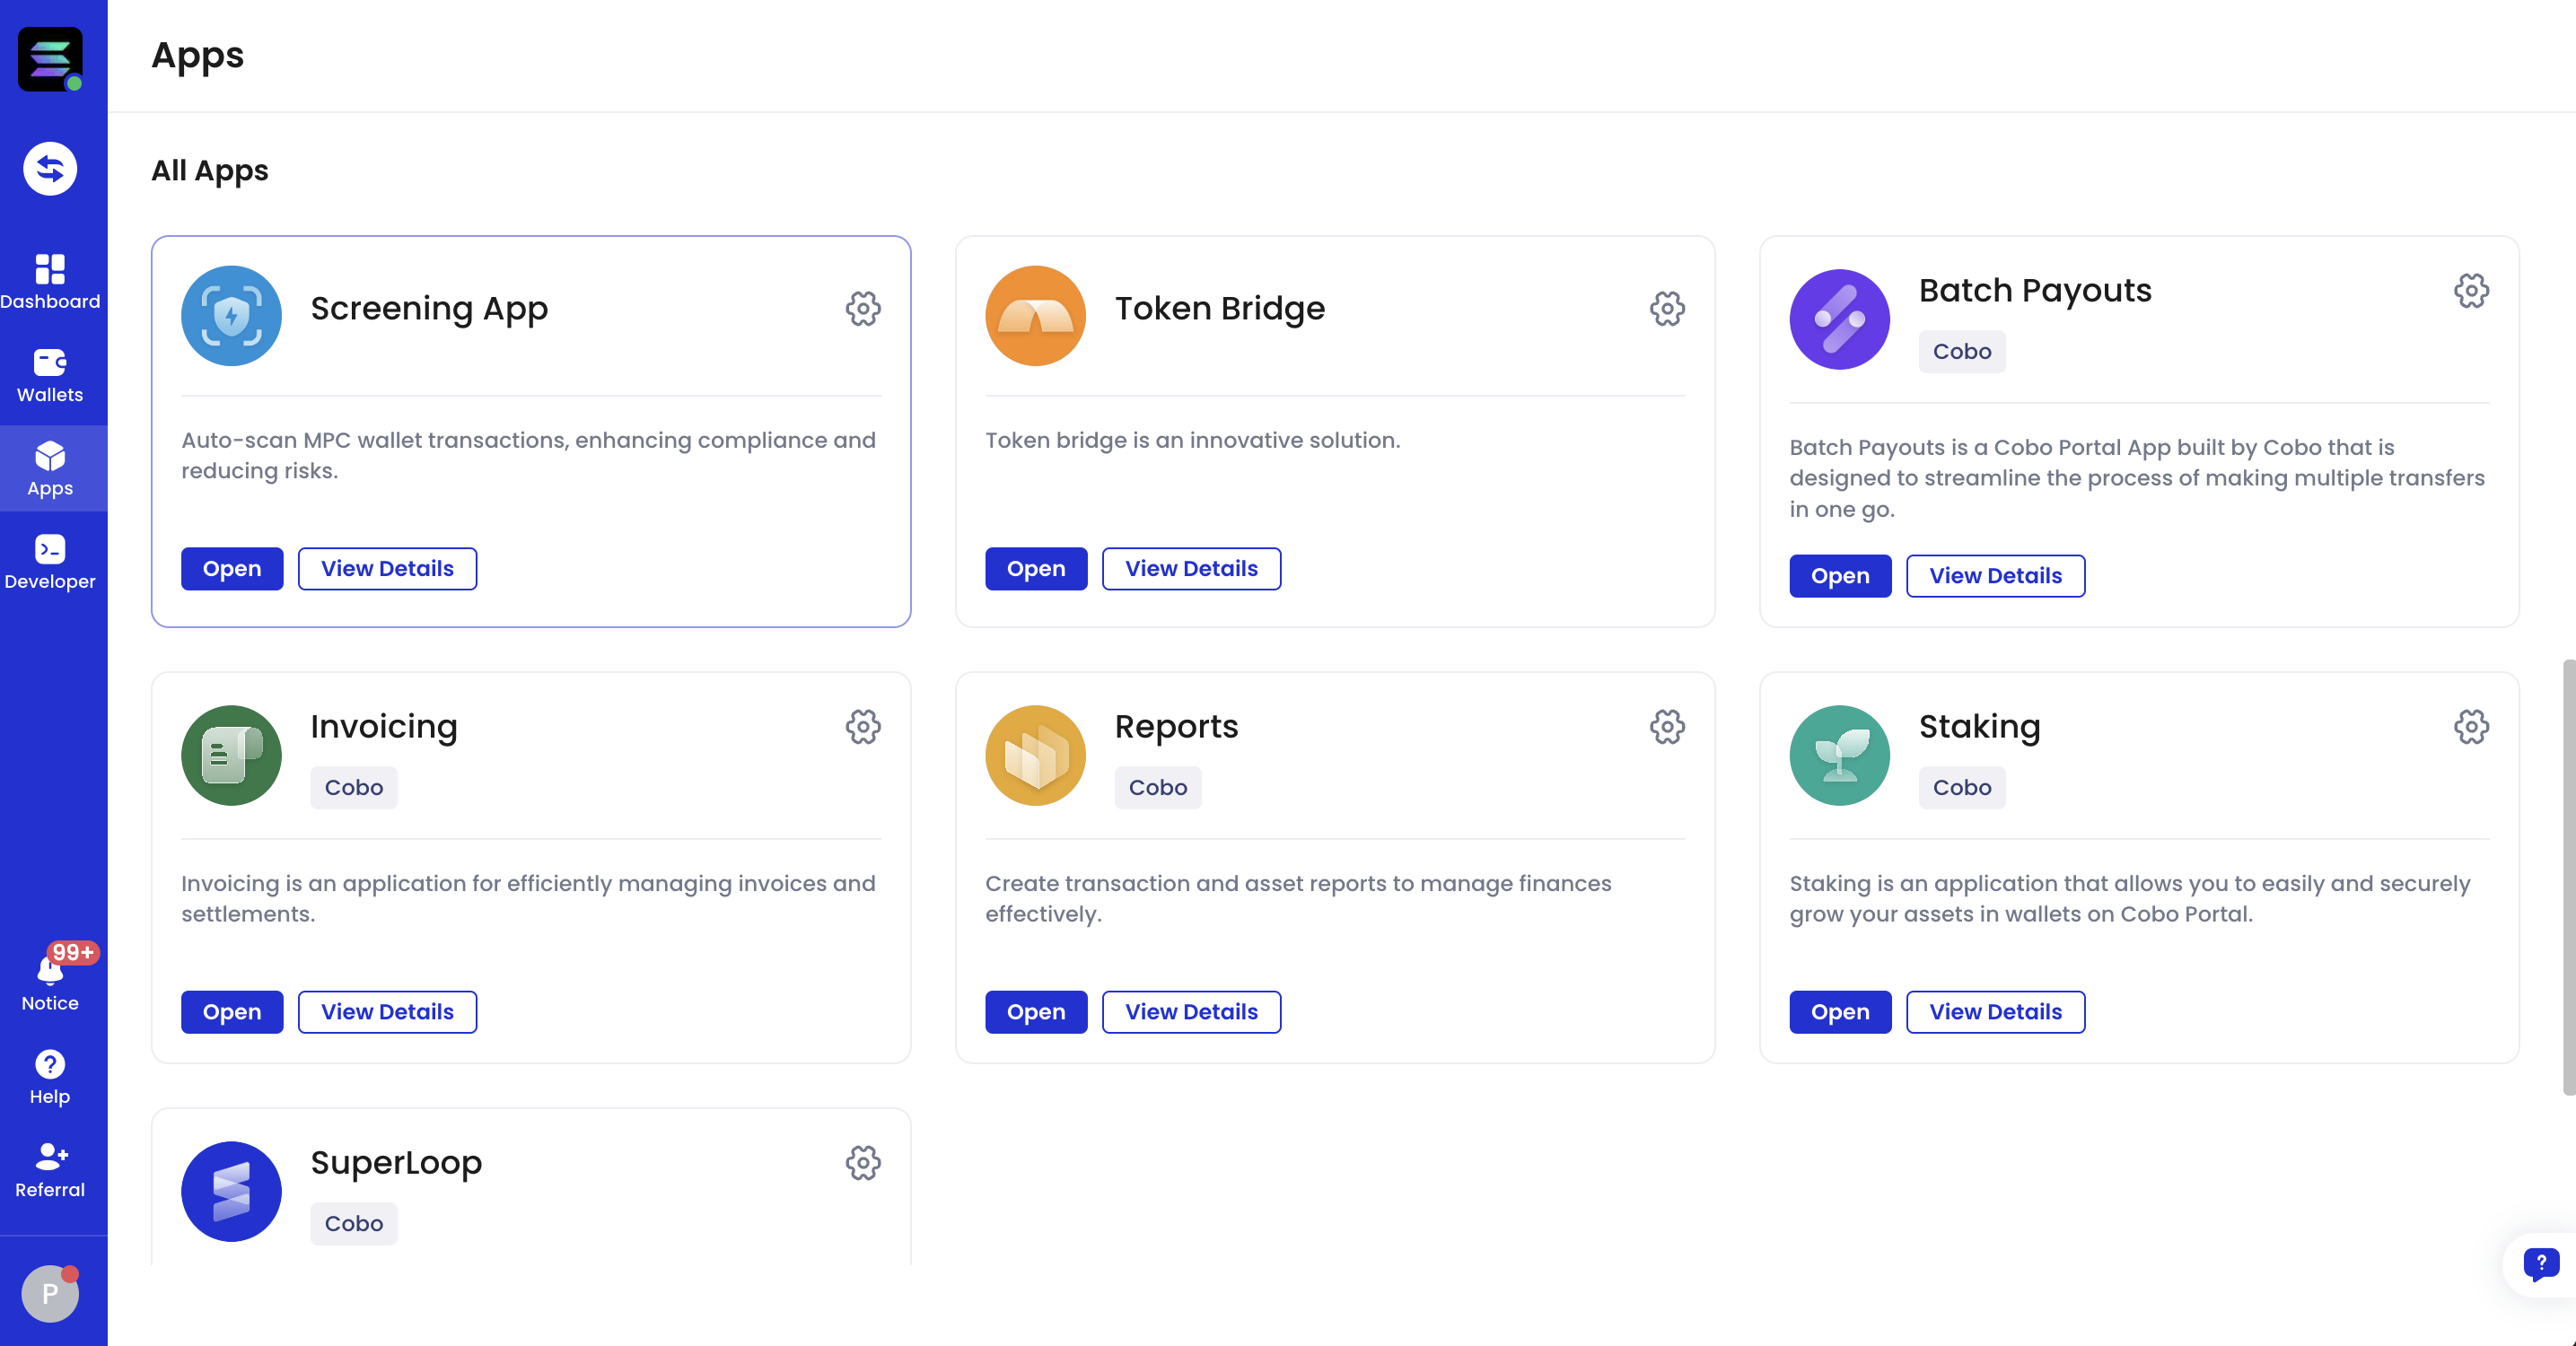 Apps
All Apps
Dashboard
Wallets
Apps
Developer
99+
Notice
Help
Referral
P
Screening App
Auto-scan MPC wallet transactions, enhancing compliance and
reducing risks.
Open
View Details
Token Bridge
Token bridge is an innovative solution.
Open
View Details
Batch Payouts
Cobo
Batch Payouts is a Cobo Portal App built by Cobo that is
designed to streamline the process of making multiple transfers
in one go.
Open
View Details
Invoicing
Cobo
Invoicing is an application for efficiently managing invoices and
settlements.
Open
View Details
Reports
Cobo
Create transaction and asset reports to manage finances
effectively.
Open
View Details
Staking
Cobo
Staking is an application that allows you to easily and securely
grow your assets in wallets on Cobo Portal.
Open
View Details
SuperLoop
Cobo